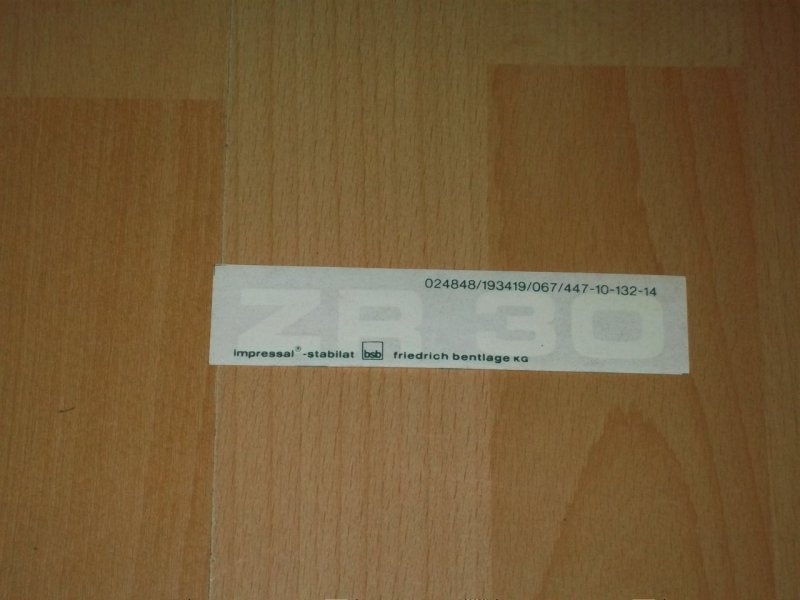 024848/193419/067/447-10-132-14
ZR 30
impressal® -stabilat bsb friedrich bentlage KG